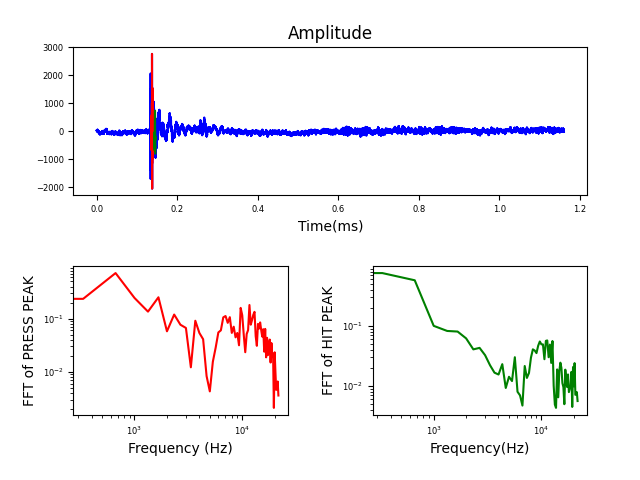 Amplitude
3000
2000
1000
0
−1000
−2000
0.0 0.2 0.4 0.6 0.8 1.0 1.2
Time(ms)
FFT of PRESS PEAK
10⁻¹
10⁻²
10³ 10⁴
Frequency (Hz)
FFT of HIT PEAK
10⁻¹
10⁻²
10³ 10⁴
Frequency(Hz)